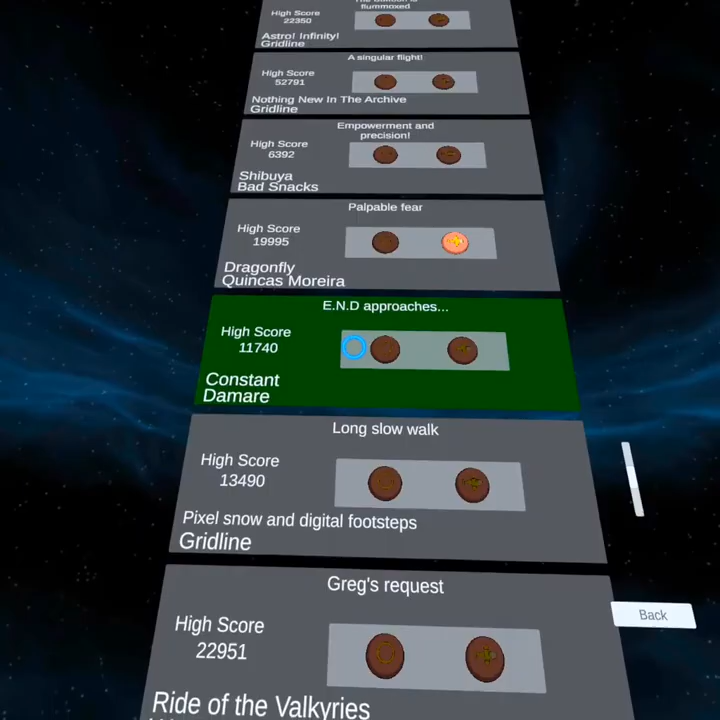 flummoxed
High Score
22350
Astro! Infinity!
Gridline
A singular flight!
High Score
52791
Nothing New In The Archive
Gridline
Empowerment and
precision!
High Score
6392
Shibuya
Bad Snacks
Palpable fear
High Score
19995
Dragonfly
Quincas Moreira
E.N.D approaches...
High Score
11740
Constant
Damare
Long slow walk
High Score
13490
Pixel snow and digital footsteps
Gridline
Greg's request
High Score
22951
Ride of the Valkyries
Back